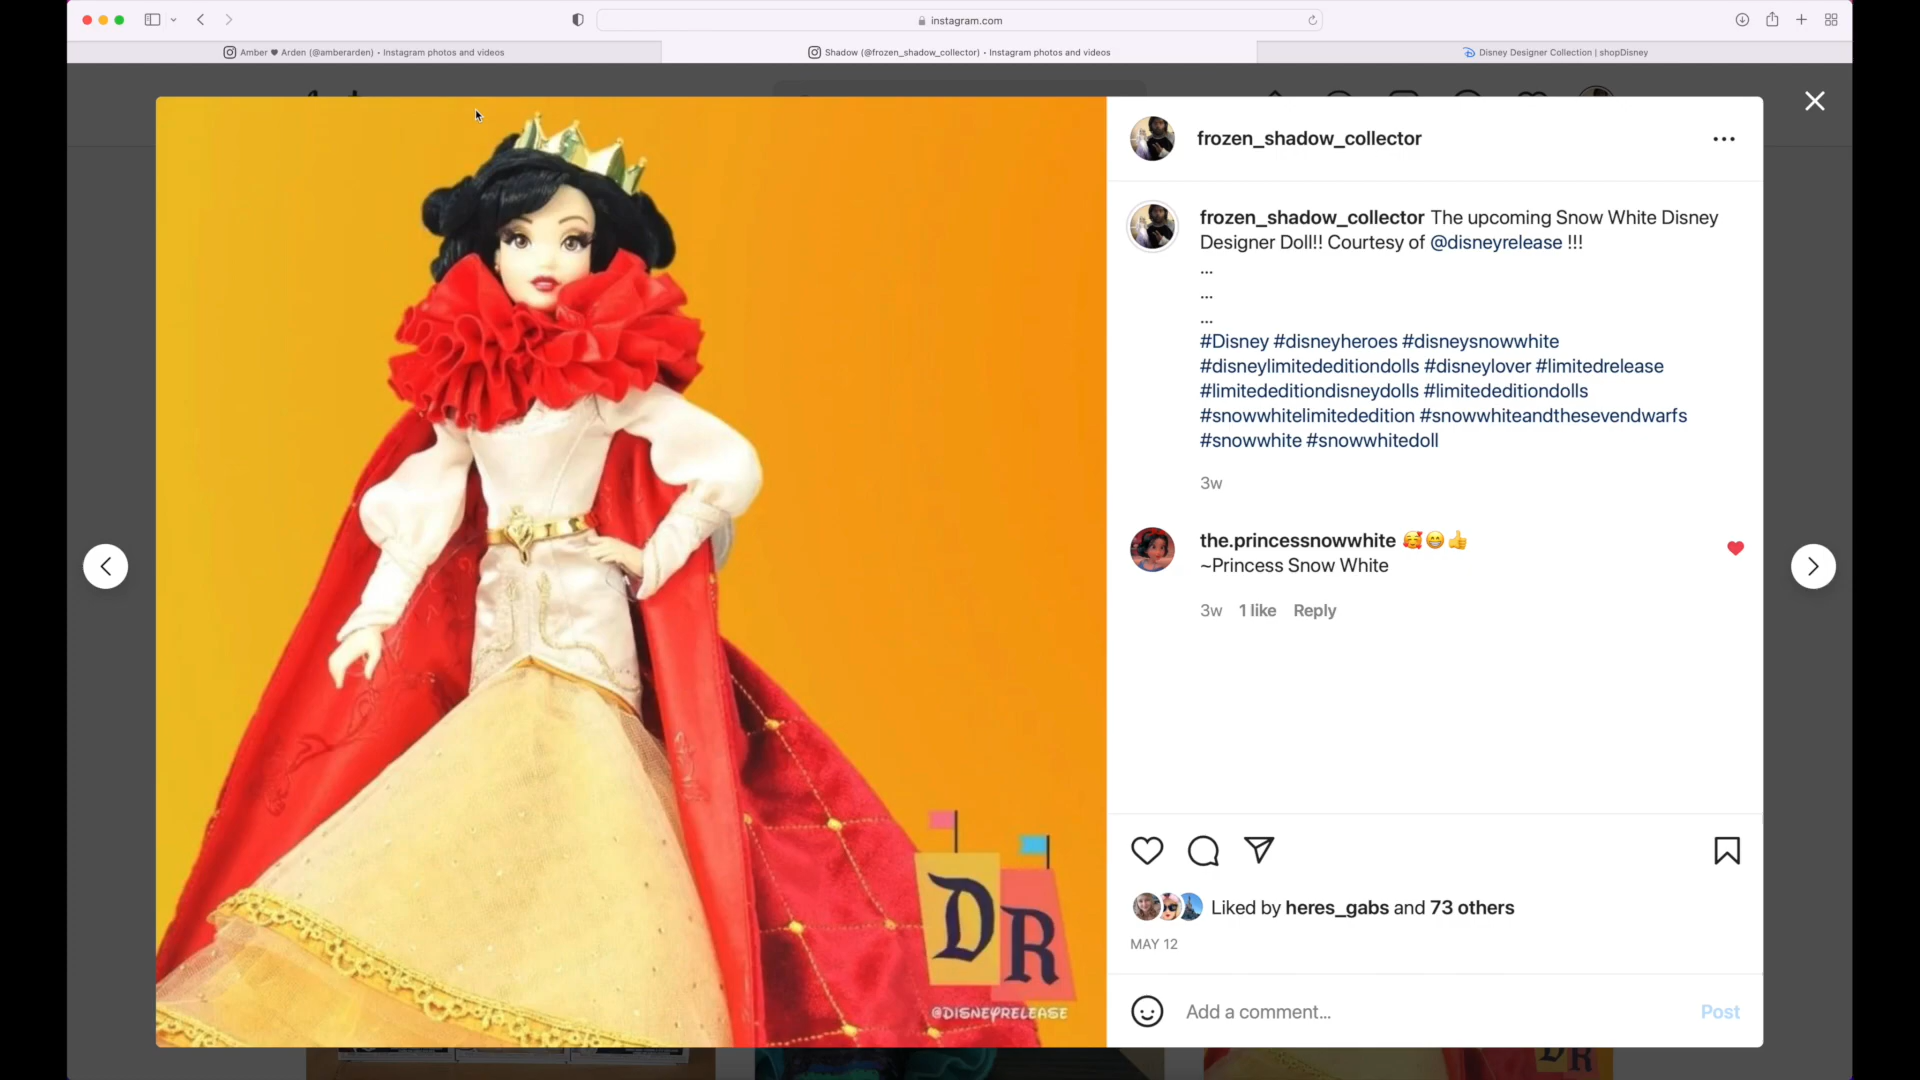 instagram.com
Amber ♥ Arden (@amberarden) • Instagram photos and videos
Shadow (@frozen_shadow_collector) • Instagram photos and videos
Disney Designer Collection | shopDisney
frozen_shadow_collector
frozen_shadow_collector The upcoming Snow White Disney
Designer Doll!! Courtesy of @disneyrelease !!!
...
...
...
#Disney #disneyheroes #disneysnowwhite
#disneylimitededitiondolls #disneylover #limitedrelease
#limitededitiondisneydolls #limitededitiondolls
#snowwhitelimitededition #snowwhiteandthesevendwarfs
#snowwhite #snowwhitedoll
3w
the.princessnowwhite 🥰😁👍
~Princess Snow White
3w 1 like Reply
Liked by heres_gabs and 73 others
MAY 12
Add a comment...
Post
DR
@DISNEYRELEASE
DR